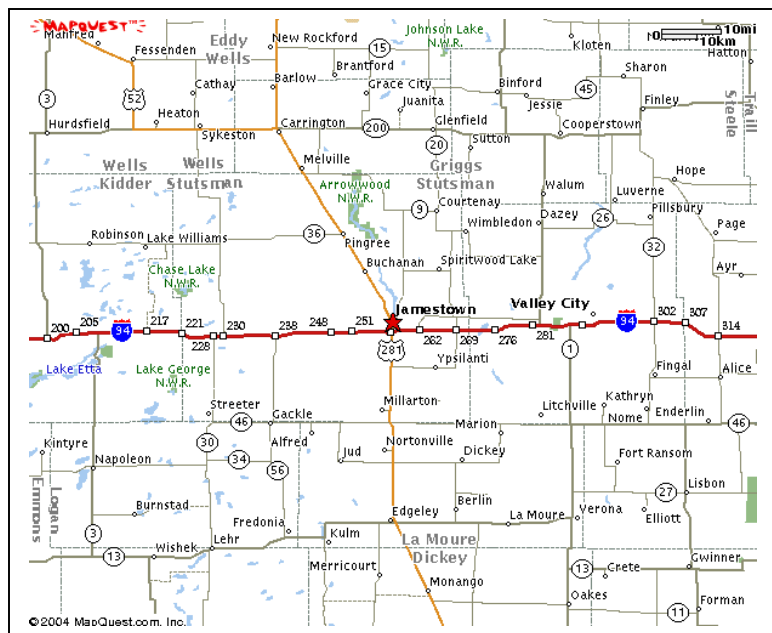 MAPQUEST™
Manfred
Fessenden
Eddy
Wells
New Rockford
15
Johnson Lake
N.W.R.
Kloten
0 10mi
10km
Hatton
Brantford
Sharon
3
52
Cathay
Barlow
Grace City
Binford
45
Heaton
Juanita
Jessie
Finley
Hurdsfield
Sykeston
Carrington
200
Glenfield
Cooperstown
Steele
Traill
20
Sutton
Wells
Kidder
Wells
Stutsman
Melville
Griggs
Stutsman
Hope
Arrowwood
N.W.R.
Walum
Luverne
9
Courtenay
Pillsbury
Dazey
26
Wimbledon
Page
Robinson
Lake Williams
36
Pingree
32
Buchanan
Spiritwood Lake
Ayr
Chase Lake
N.W.R.
Jamestown
Valley City
200
205
94
217
221
228
230
238
248
251
262
269
276
281
94
302
307
314
281
1
Ypsilanti
Lake Etta
Lake George
N.W.R.
Fingal
Alice
Streeter
46
Gackle
Millarton
Litchville
Kathryn
Nome
Enderlin
46
Marion
Kintyre
30
Alfred
Nortonville
Napoleon
34
56
Jud
Dickey
Fort Ransom
Emmons
Logan
27
Lisbon
Burnstad
Berlin
Verona
Elliott
3
Fredonia
Edgeley
La Moure
13
Wishek
Lehr
Kulm
La Moure
Dickey
Gwinner
Merricourt
13
Crete
Monango
Oakes
11
Forman
© 2004 MapQuest.com, Inc.